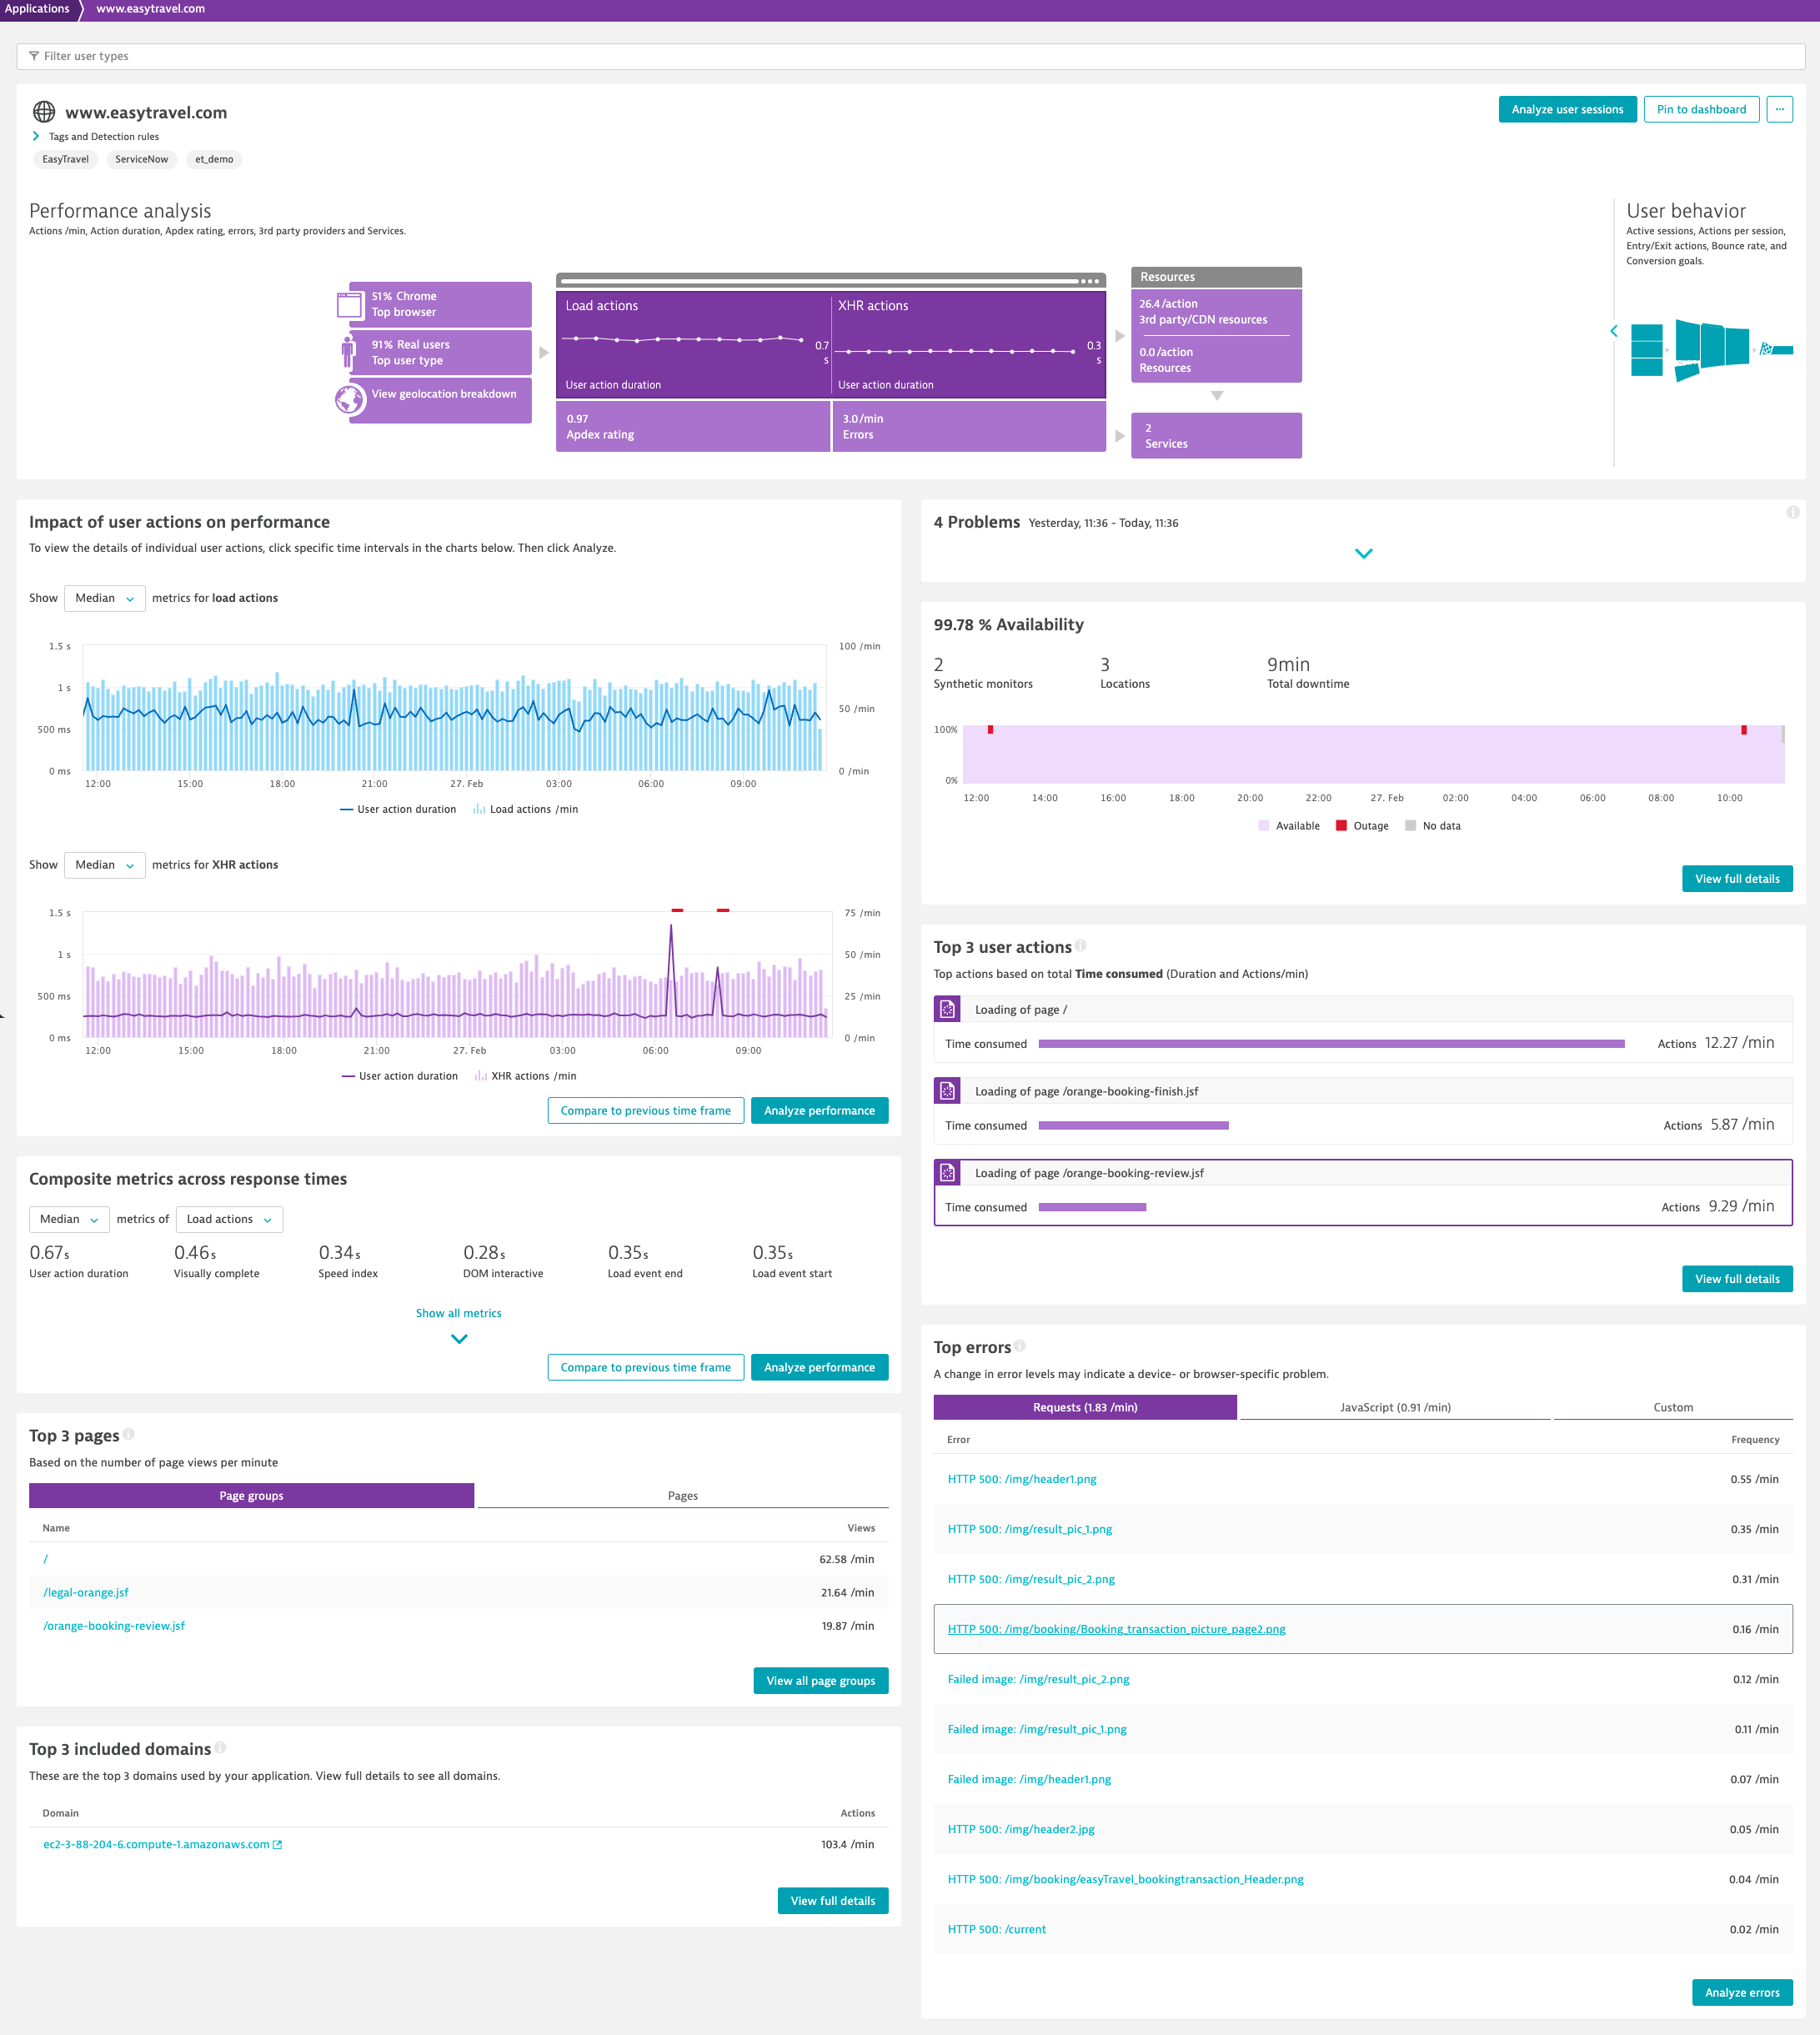 Applications
www.easytravel.com
Filter user types
www.easytravel.com
Analyze user sessions
Pin to dashboard
...
Tags and Detection rules
EasyTravel
ServiceNow
et_demo
Performance analysis
Actions /min, Action duration, Apdex rating, errors, 3rd party providers and Services.
51% Chrome
Top browser
91% Real users
Top user type
View geolocation breakdown
Load actions
0.7
s
User action duration
XHR actions
0.3
s
User action duration
0.97
Apdex rating
3.0/min
Errors
Resources
26.4/action
3rd party/CDN resources
0.0/action
Resources
2
Services
User behavior
Active sessions, Actions per session,
Entry/Exit actions, Bounce rate, and
Conversion goals.
Impact of user actions on performance
To view the details of individual user actions, click specific time intervals in the charts below. Then click Analyze.
Show Median metrics for load actions
1.5 s
1 s
500 ms
0 ms
100 /min
50 /min
0 /min
12:00 15:00 18:00 21:00 27. Feb 03:00 06:00 09:00
User action duration Load actions /min
Show Median metrics for XHR actions
1.5 s
1 s
500 ms
0 ms
75 /min
50 /min
25 /min
0 /min
12:00 15:00 18:00 21:00 27. Feb 03:00 06:00 09:00
User action duration XHR actions /min
Compare to previous time frame
Analyze performance
Composite metrics across response times
Median metrics of Load actions
0.67s
User action duration
0.46s
Visually complete
0.34s
Speed index
0.28s
DOM interactive
0.35s
Load event end
0.35s
Load event start
Show all metrics
Compare to previous time frame
Analyze performance
Top 3 pages
Based on the number of page views per minute
Page groups Pages
Name Views
/ 62.58 /min
/legal-orange.jsf 21.64 /min
/orange-booking-review.jsf 19.87 /min
View all page groups
Top 3 included domains
These are the top 3 domains used by your application. View full details to see all domains.
Domain Actions
ec2-3-88-204-6.compute-1.amazonaws.com 103.4 /min
View full details
4 Problems Yesterday, 11:36 - Today, 11:36
99.78 % Availability
2
Synthetic monitors
3
Locations
9min
Total downtime
100%
0%
12:00 14:00 16:00 18:00 20:00 22:00 27. Feb 02:00 04:00 06:00 08:00 10:00
Available Outage No data
View full details
Top 3 user actions
Top actions based on total Time consumed (Duration and Actions/min)
Loading of page /
Time consumed Actions 12.27 /min
Loading of page /orange-booking-finish.jsf
Time consumed Actions 5.87 /min
Loading of page /orange-booking-review.jsf
Time consumed Actions 9.29 /min
View full details
Top errors
A change in error levels may indicate a device- or browser-specific problem.
Requests (1.83 /min) JavaScript (0.91 /min) Custom
Error Frequency
HTTP 500: /img/header1.png 0.55 /min
HTTP 500: /img/result_pic_1.png 0.35 /min
HTTP 500: /img/result_pic_2.png 0.31 /min
HTTP 500: /img/booking/Booking_transaction_picture_page2.png 0.16 /min
Failed image: /img/result_pic_2.png 0.12 /min
Failed image: /img/result_pic_1.png 0.11 /min
Failed image: /img/header1.png 0.07 /min
HTTP 500: /img/header2.jpg 0.05 /min
HTTP 500: /img/booking/easyTravel_bookingtransaction_Header.png 0.04 /min
HTTP 500: /current 0.02 /min
Analyze errors